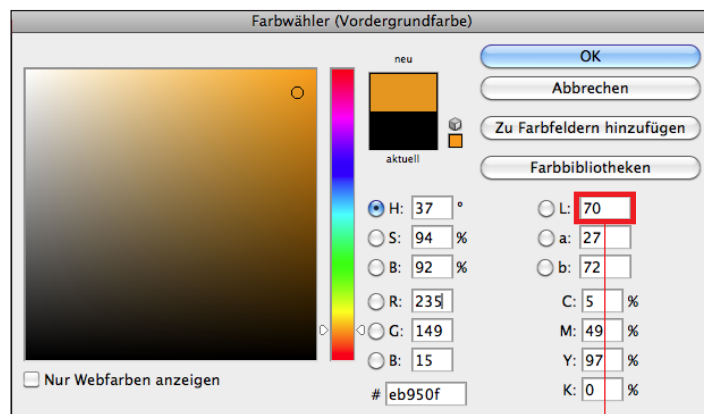 Farbwähler (Vordergrundfarbe)
neu
aktuell
OK
Abbrechen
Zu Farbfeldern hinzufügen
Farbbibliotheken
H: 37 °
S: 94 %
B: 92 %
R: 235
G: 149
B: 15
# eb950f
L: 70
a: 27
b: 72
C: 5 %
M: 49 %
Y: 97 %
K: 0 %
Nur Webfarben anzeigen